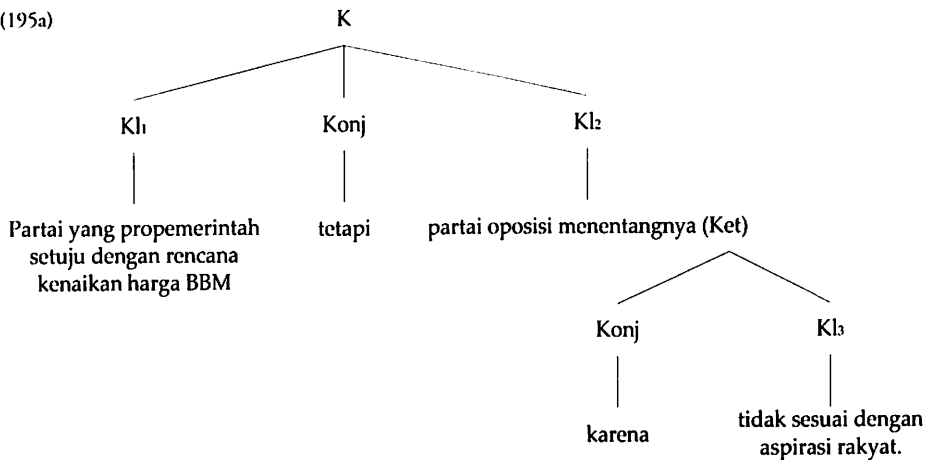 (195a)
K
Kl1 Konj Kl2
Partai yang propemerintah
setuju dengan rencana
kenaikan harga BBM
tetapi
partai oposisi menentangnya (Ket)
Konj Kl3
karena
tidak sesuai dengan
aspirasi rakyat.